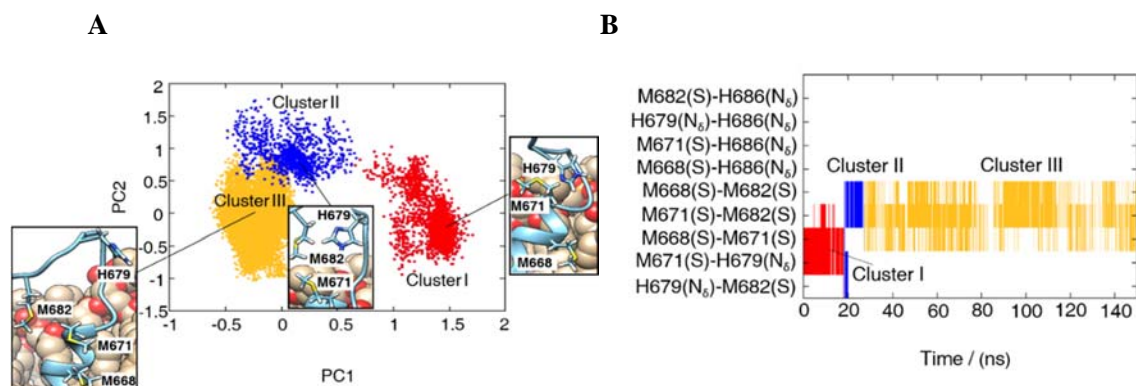 A
B
2
1.5
1
0.5
0
-0.5
-1
-1.5
-1
-0.5
0
0.5
1
1.5
2
PC2
PC1
Cluster II
Cluster III
Cluster I
H679
M682
M671
M668
H679
M682
M671
H679
M671
M668
M682(S)-H686(Nδ)
H679(Nδ)-H686(Nδ)
M671(S)-H686(Nδ)
M668(S)-H686(Nδ)
M668(S)-M682(S)
M671(S)-M682(S)
M668(S)-M671(S)
M671(S)-H679(Nδ)
H679(Nδ)-M682(S)
Cluster II
Cluster III
Cluster I
0 20 40 60 80 100 120 140
Time / (ns)